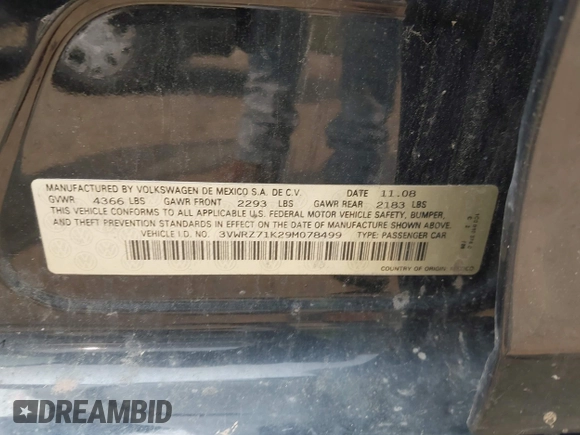 MANUFACTURED BY VOLKSWAGEN DE MEXICO S.A. DE C.V. DATE 11.08
GVWR 4366 LBS GAWR FRONT 2293 LBS GAWR REAR 2183 LBS
THIS VEHICLE CONFORMS TO ALL APPLICABLE U.S. FEDERAL MOTOR VEHICLE SAFETY, BUMPER,
AND THEFT PREVENTION STANDARDS IN EFFECT ON THE DATE OF MANUFACTURE SHOWN ABOVE.
VEHICLE I.D. NO. 3VWRZ71K29M078499 TYPE: PASSENGER CAR
COUNTRY OF ORIGIN: MEXICO
DREAMBID